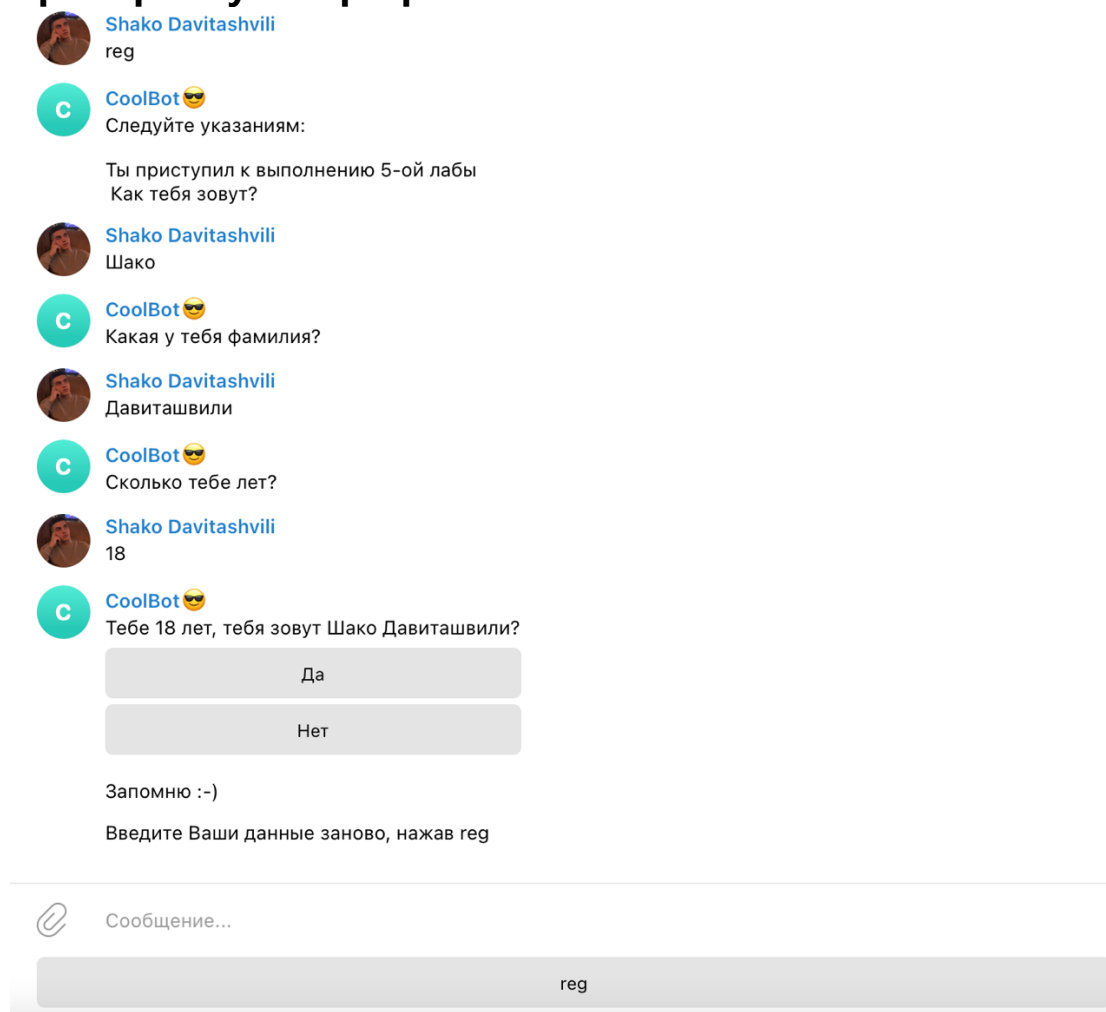 Shako Davitashvili
reg
C
CoolBot😎
Следуйте указаниям:
Ты приступил к выполнению 5-ой лабы
Как тебя зовут?
Shako Davitashvili
Шако
C
CoolBot😎
Какая у тебя фамилия?
Shako Davitashvili
Давиташвили
C
CoolBot😎
Сколько тебе лет?
Shako Davitashvili
18
C
CoolBot😎
Тебе 18 лет, тебя зовут Шако Давиташвили?
Да
Нет
Запомню :-)
Введите Ваши данные заново, нажав reg
Сообщение...
reg